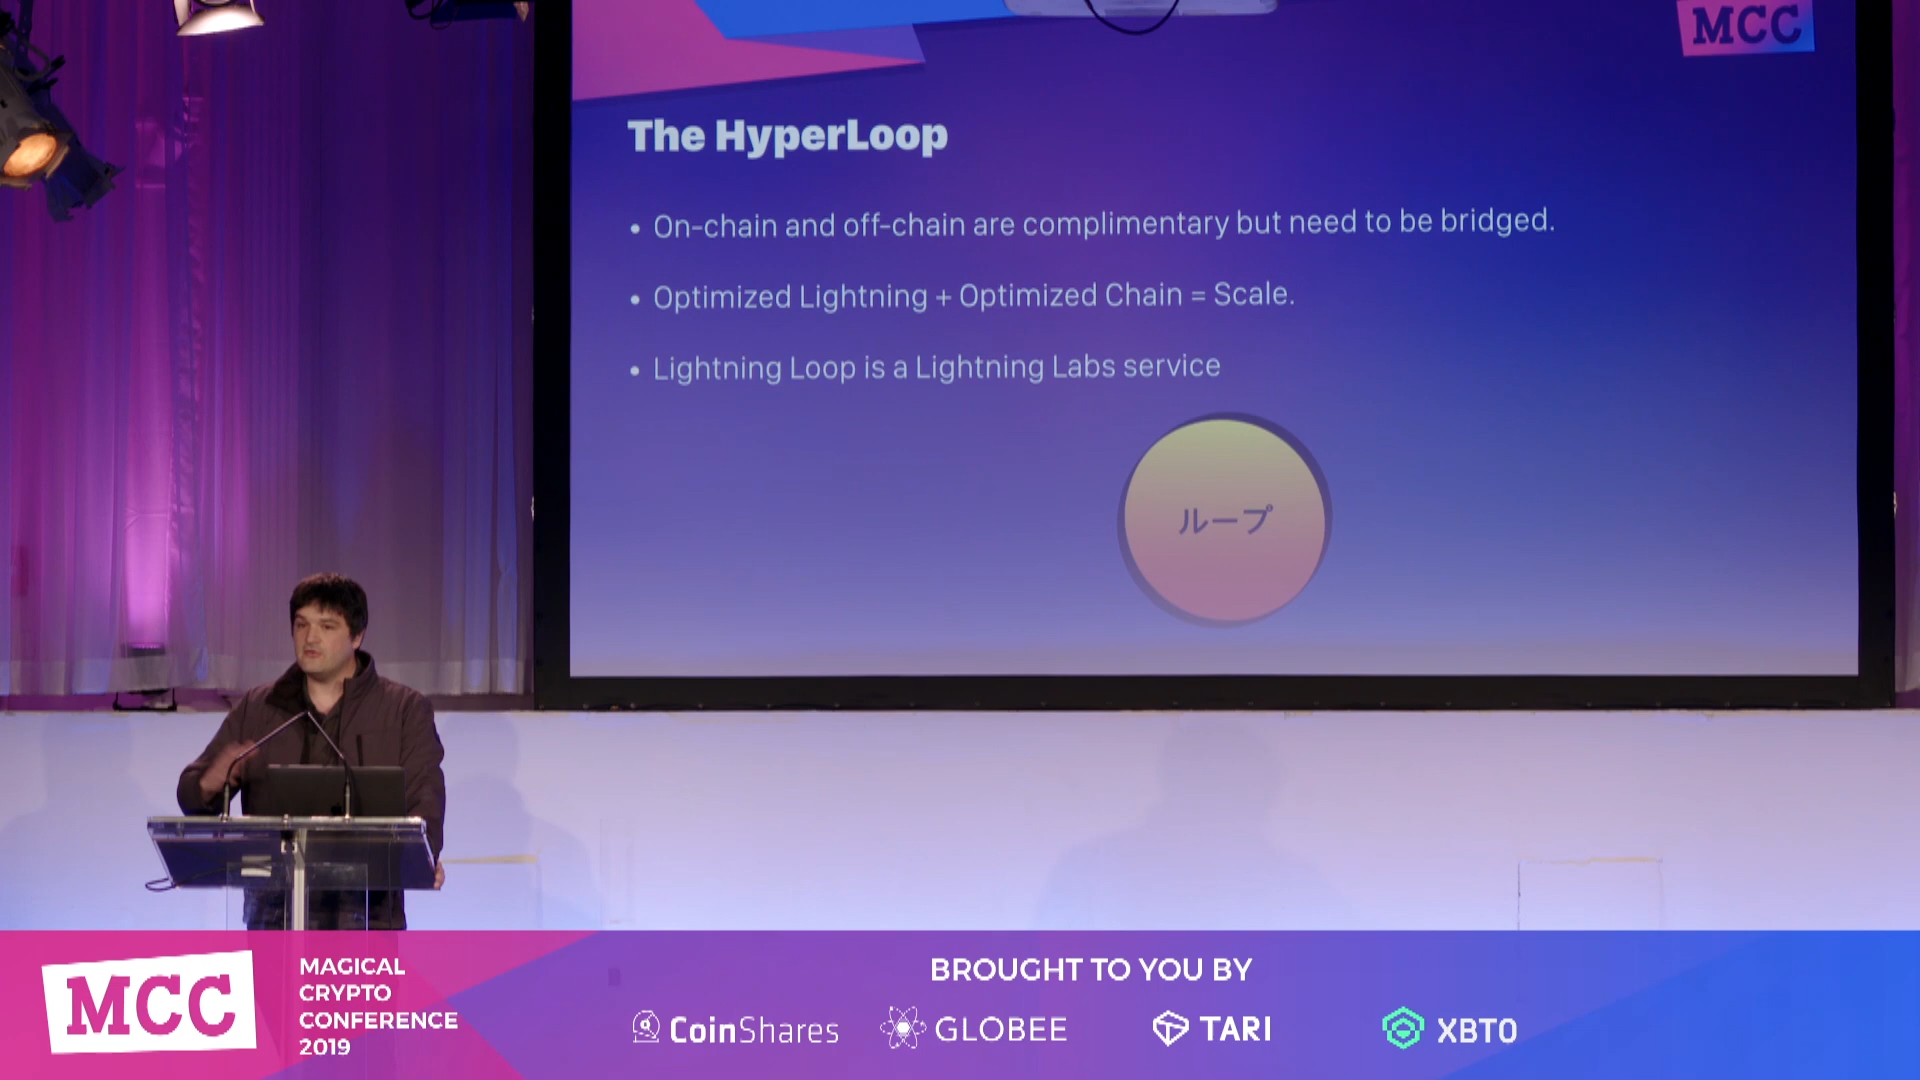 MCC
The HyperLoop
• On-chain and off-chain are complimentary but need to be bridged.
• Optimized Lightning + Optimized Chain = Scale.
• Lightning Loop is a Lightning Labs service
ループ
MCC
MAGICAL
CRYPTO
CONFERENCE
2019
BROUGHT TO YOU BY
CoinShares
GLOBEE
TARI
XBTO